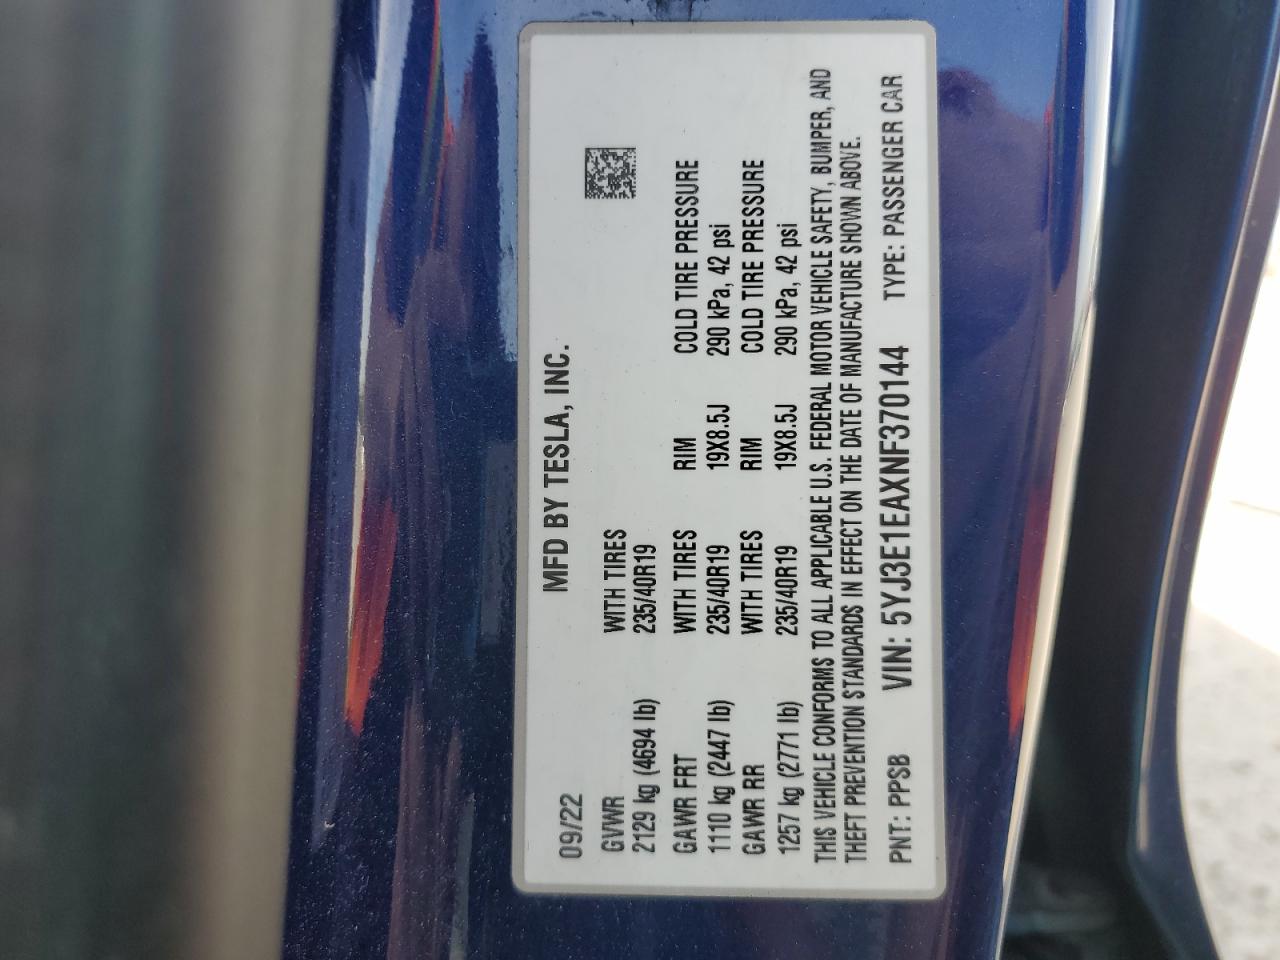 MFD BY TESLA, INC.
09/22
GVWR WITH TIRES
2129 kg (4694 lb) 235/40R19
GAWR FRT WITH TIRES RIM COLD TIRE PRESSURE
1110 kg (2447 lb) 235/40R19 19X8.5J 290 kPa, 42 psi
GAWR RR WITH TIRES RIM COLD TIRE PRESSURE
1257 kg (2771 lb) 235/40R19 19X8.5J 290 kPa, 42 psi
THIS VEHICLE CONFORMS TO ALL APPLICABLE U.S. FEDERAL MOTOR VEHICLE SAFETY, BUMPER, AND
THEFT PREVENTION STANDARDS IN EFFECT ON THE DATE OF MANUFACTURE SHOWN ABOVE.
PNT: PPSB VIN: 5YJ3E1EAXNF370144 TYPE: PASSENGER CAR